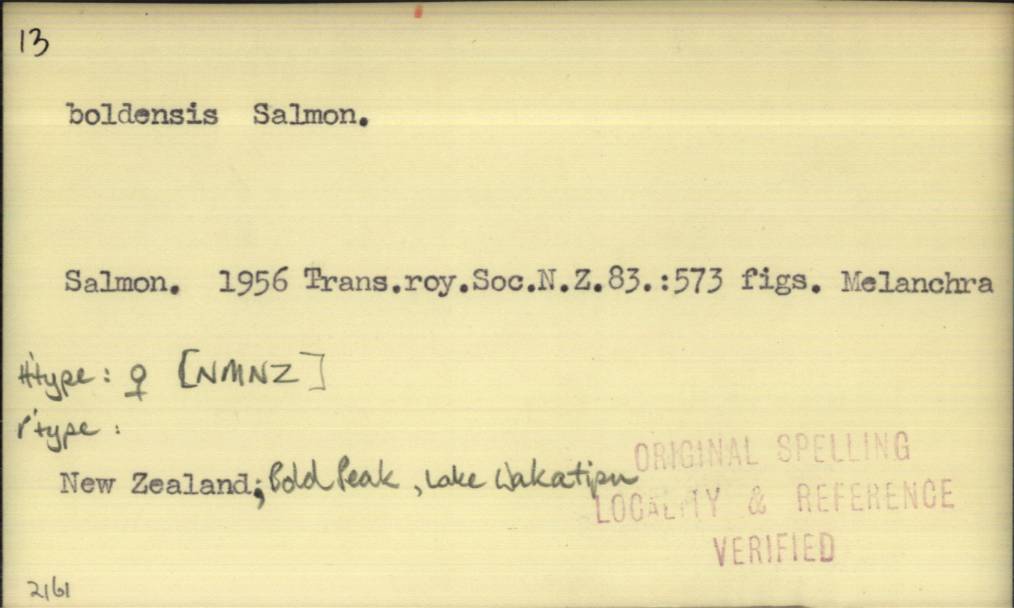 13
boldensis Salmon.
Salmon. 1956 Trans.roy.Soc.N.Z.83.:573 figs. Melanchra
H'type: ♀ [NMNZ]
P'type:
New Zealand; Bold Peak, Lake Wakatipu
ORIGINAL SPELLING
LOCALITY & REFERENCE
VERIFIED
2161